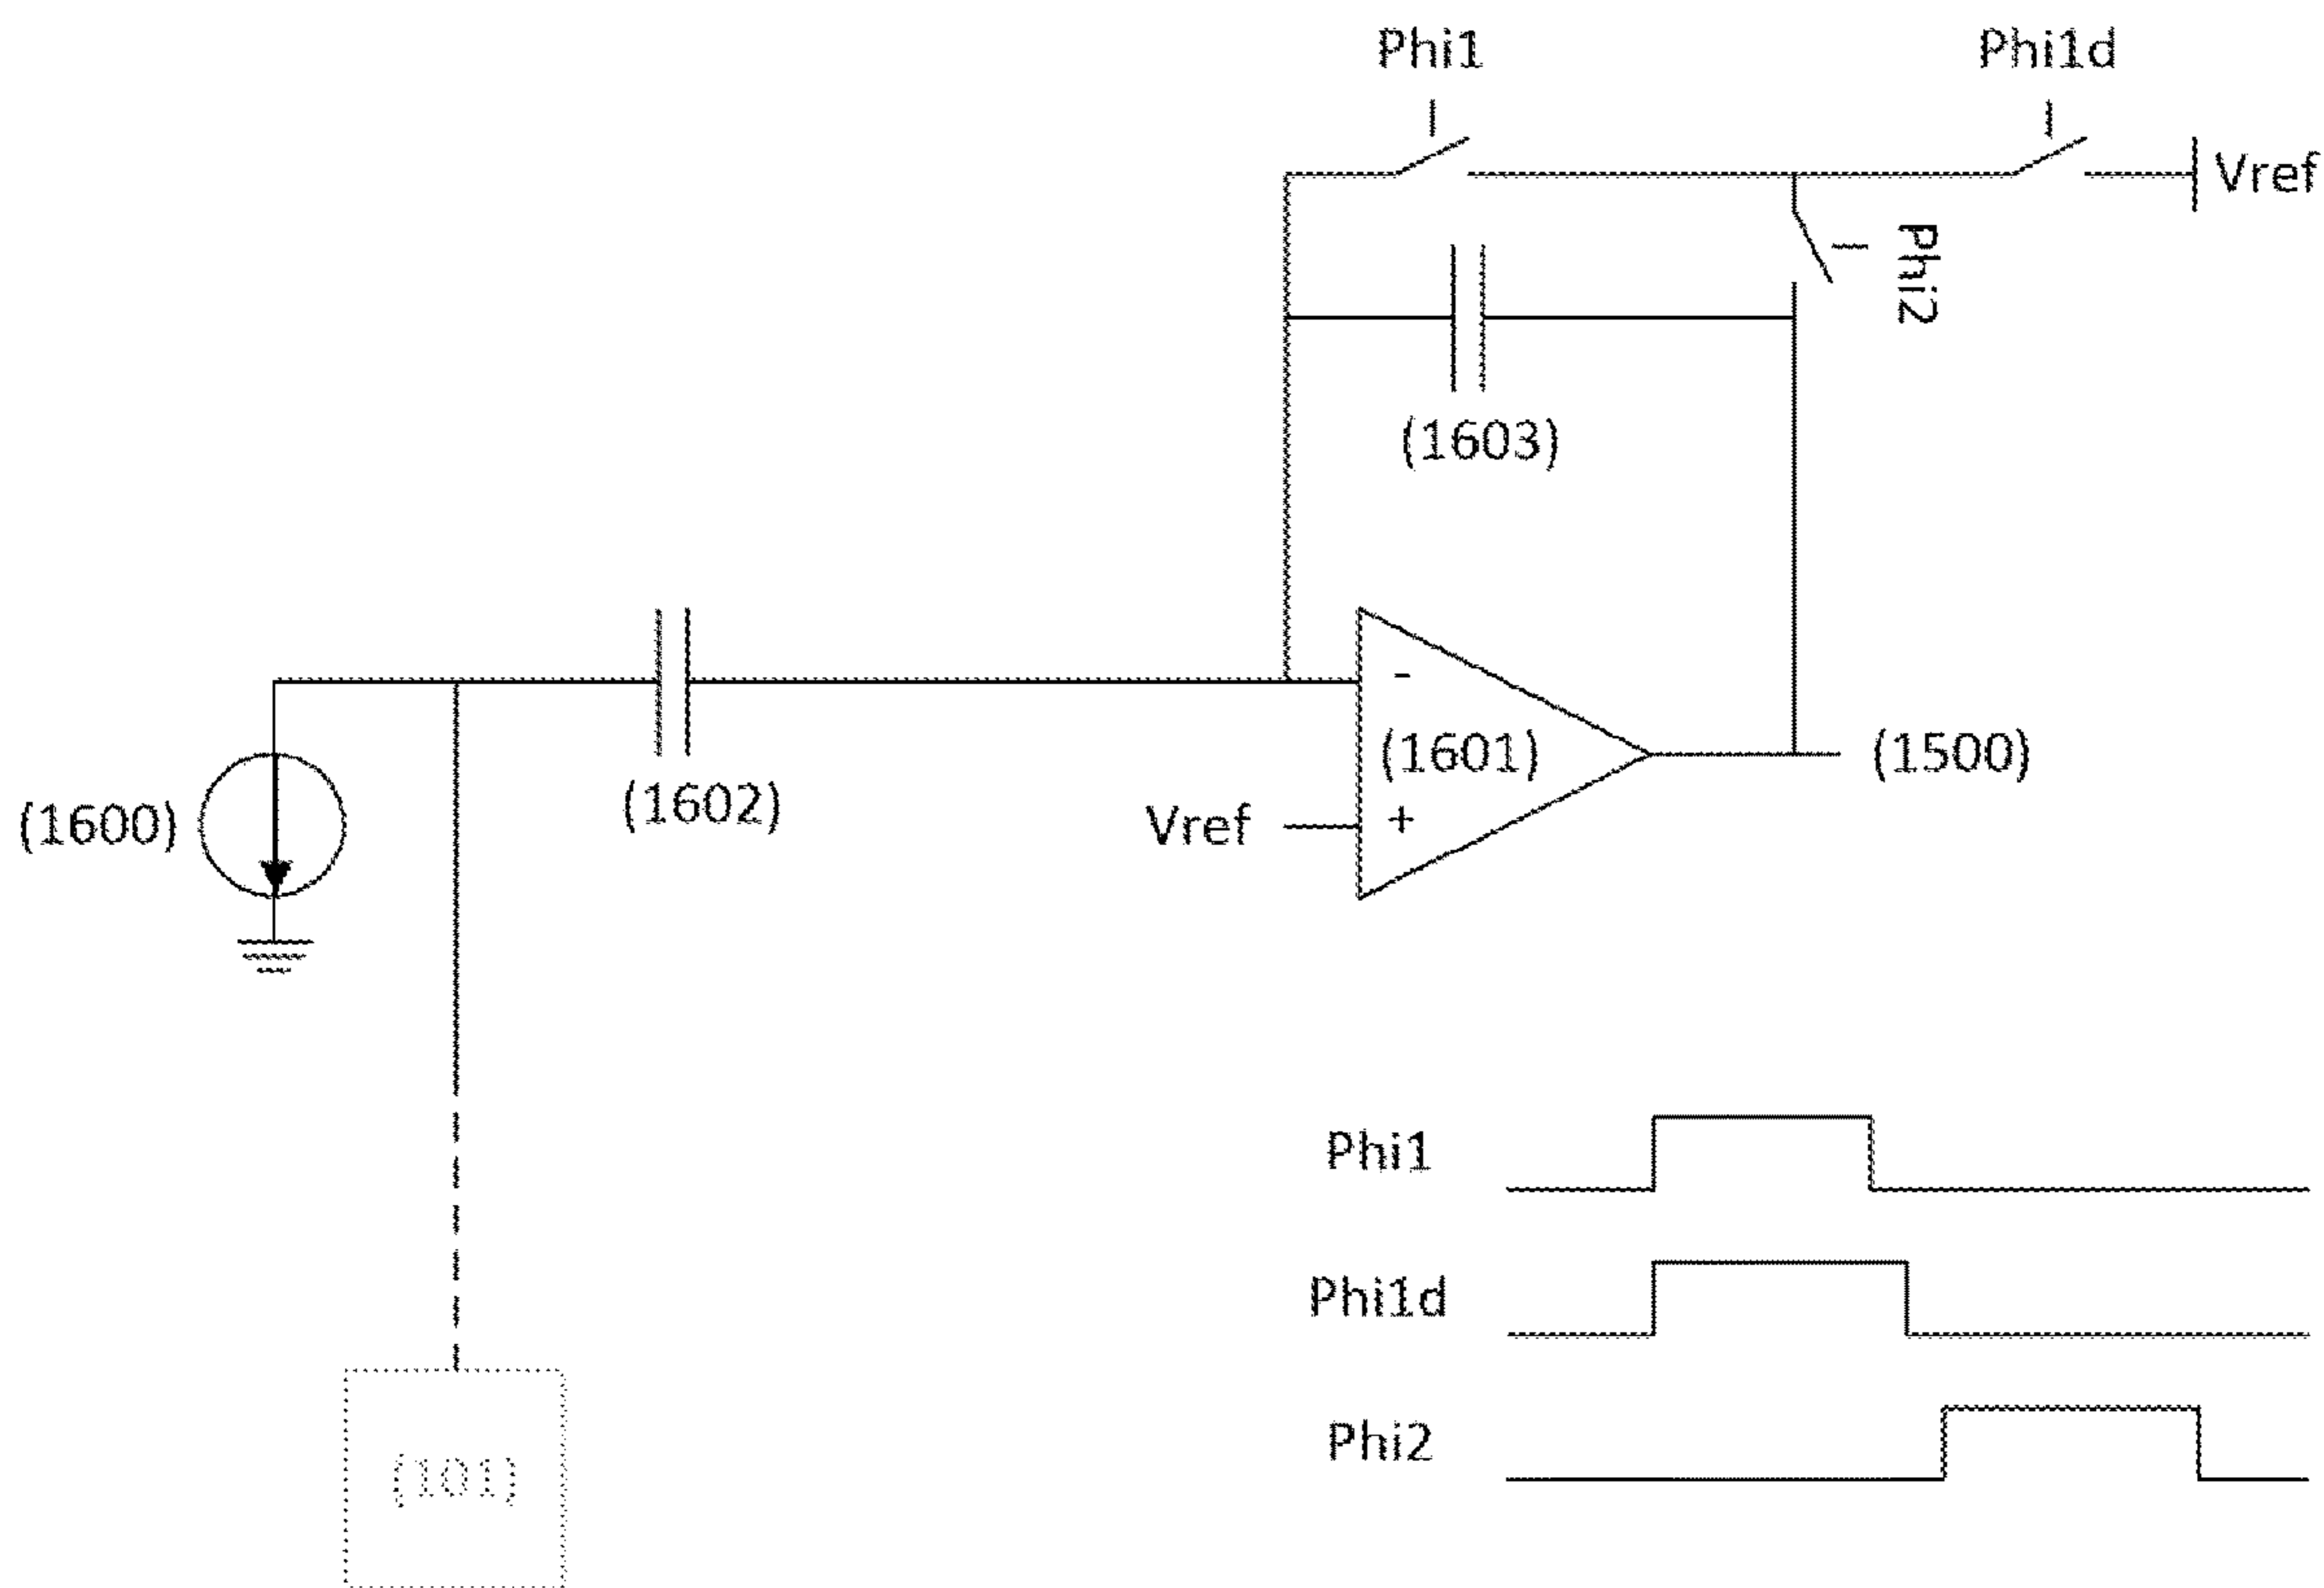 Phi1
Phi1d
Vref
Phi2
(1603)
-
(1601)
(1500)
(1600)
(1602)
Vref
+
Phi1
Phi1d
Phi2
(101)